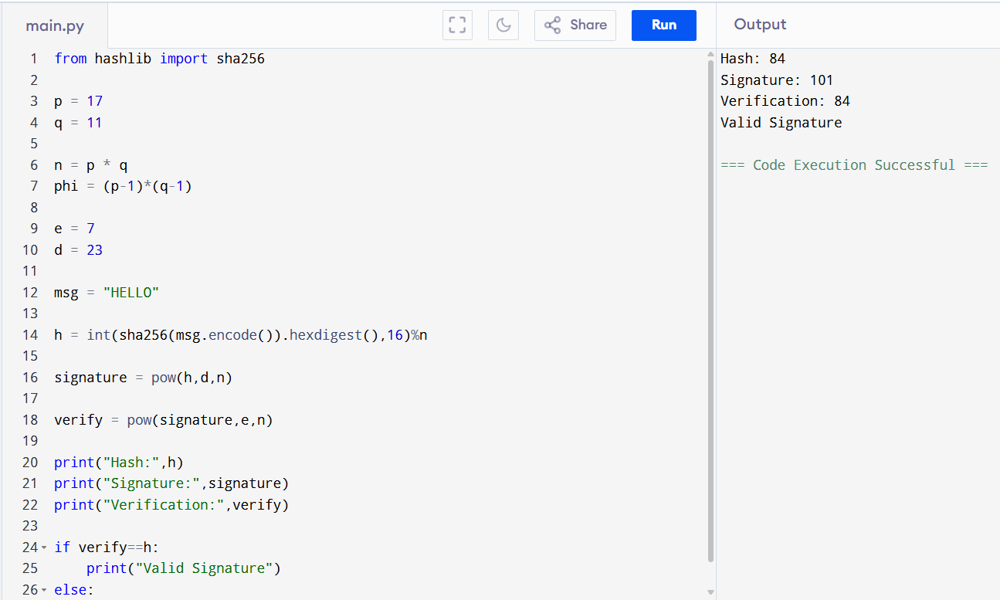 main.py
Share
Run
Output
1 from hashlib import sha256
2
3 p = 17
4 q = 11
5
6 n = p * q
7 phi = (p-1)*(q-1)
8
9 e = 7
10 d = 23
11
12 msg = "HELLO"
13
14 h = int(sha256(msg.encode()).hexdigest(),16)%n
15
16 signature = pow(h,d,n)
17
18 verify = pow(signature,e,n)
19
20 print("Hash:",h)
21 print("Signature:",signature)
22 print("Verification:",verify)
23
24 if verify==h:
25     print("Valid Signature")
26 else:
Hash: 84
Signature: 101
Verification: 84
Valid Signature
=== Code Execution Successful ===